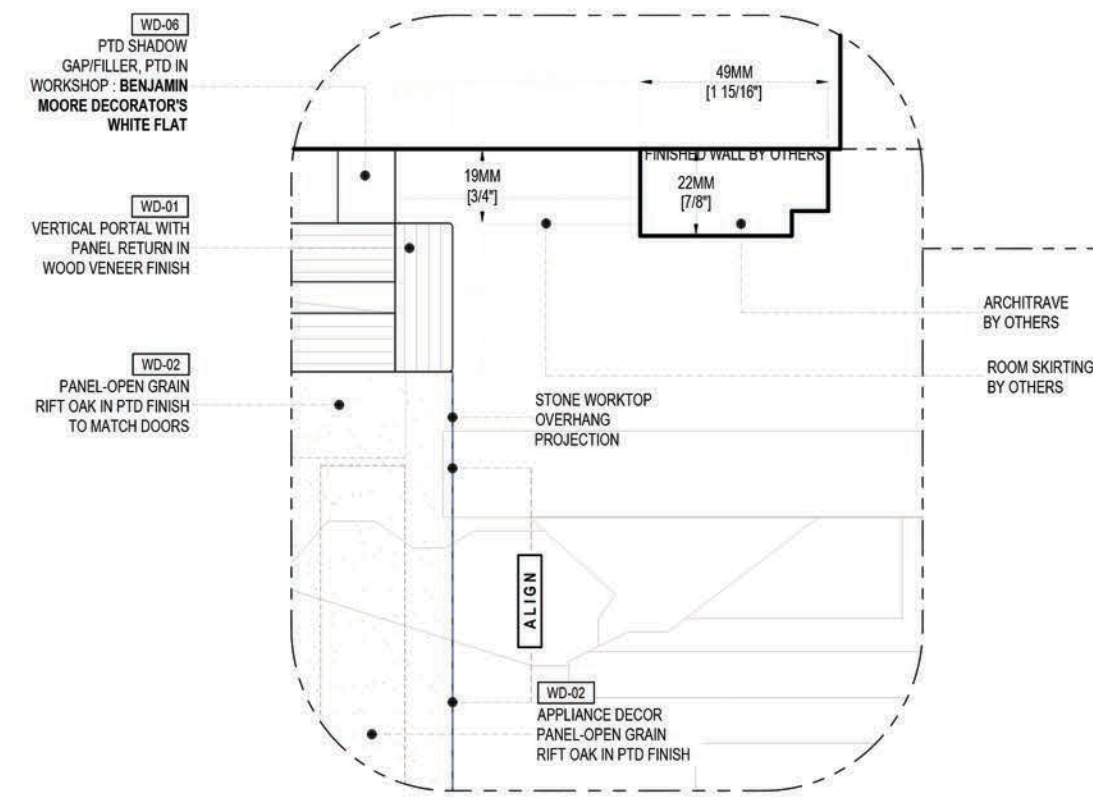 WD-06
PTD SHADOW
GAP/FILLER, PTD IN
WORKSHOP : BENJAMIN
MOORE DECORATOR'S
WHITE FLAT
49MM
[1 15/16"]
FINISHED WALL BY OTHERS
19MM
[3/4"]
22MM
[7/8"]
WD-01
VERTICAL PORTAL WITH
PANEL RETURN IN
WOOD VENEER FINISH
ARCHITRAVE
BY OTHERS
ROOM SKIRTING
BY OTHERS
WD-02
PANEL-OPEN GRAIN
RIFT OAK IN PTD FINISH
TO MATCH DOORS
STONE WORKTOP
OVERHANG
PROJECTION
ALIGN
WD-02
APPLIANCE DECOR
PANEL-OPEN GRAIN
RIFT OAK IN PTD FINISH